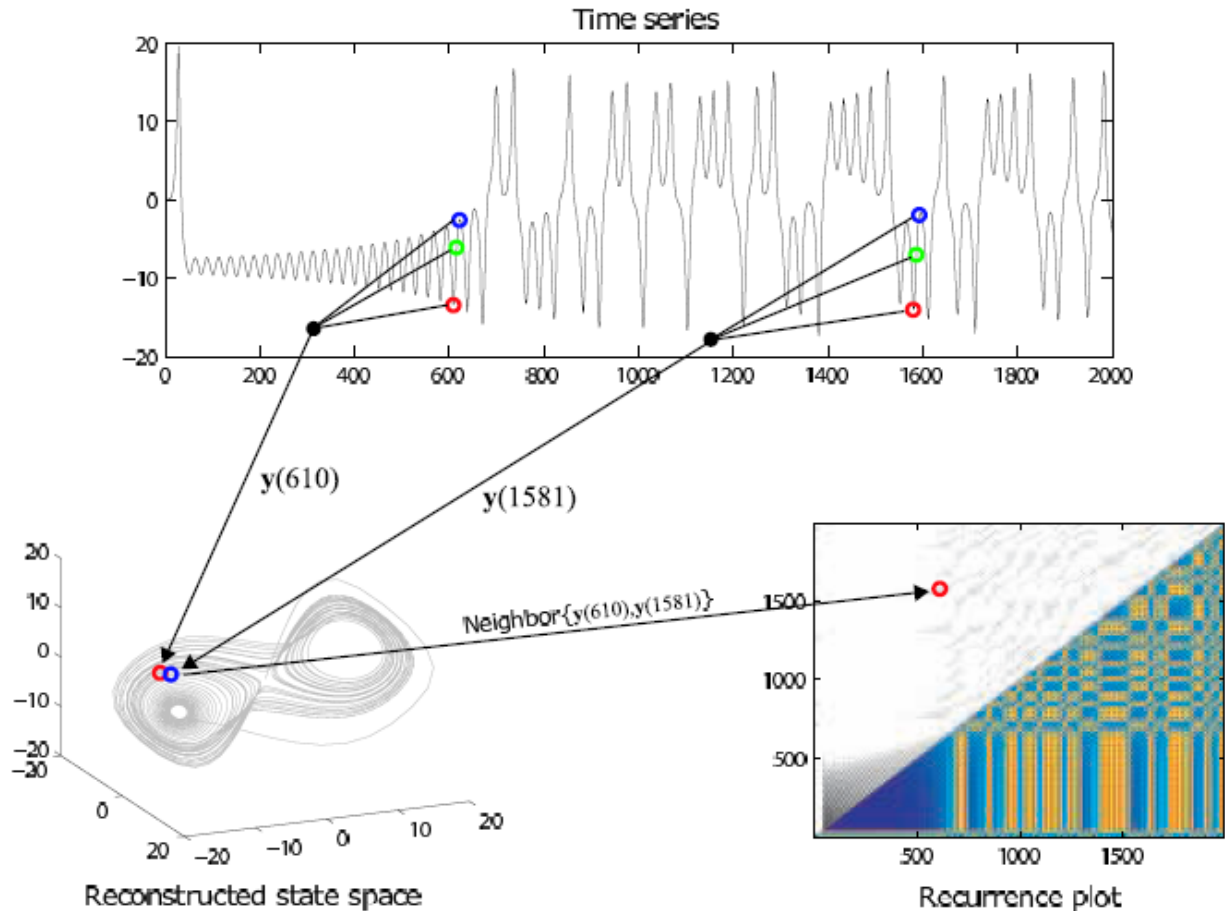 Time series
20
10
0
−10
−20
0 200 400 600 800 1000 1200 1400 1600 1800 2000
y(610)
y(1581)
20
10
0
−10
−20
−20
0
20
−20
−10
0
10
20
Reconstructed state space
Neighbor{y(610),y(1581)}
1500
1000
500
500 1000 1500
Recurrence plot